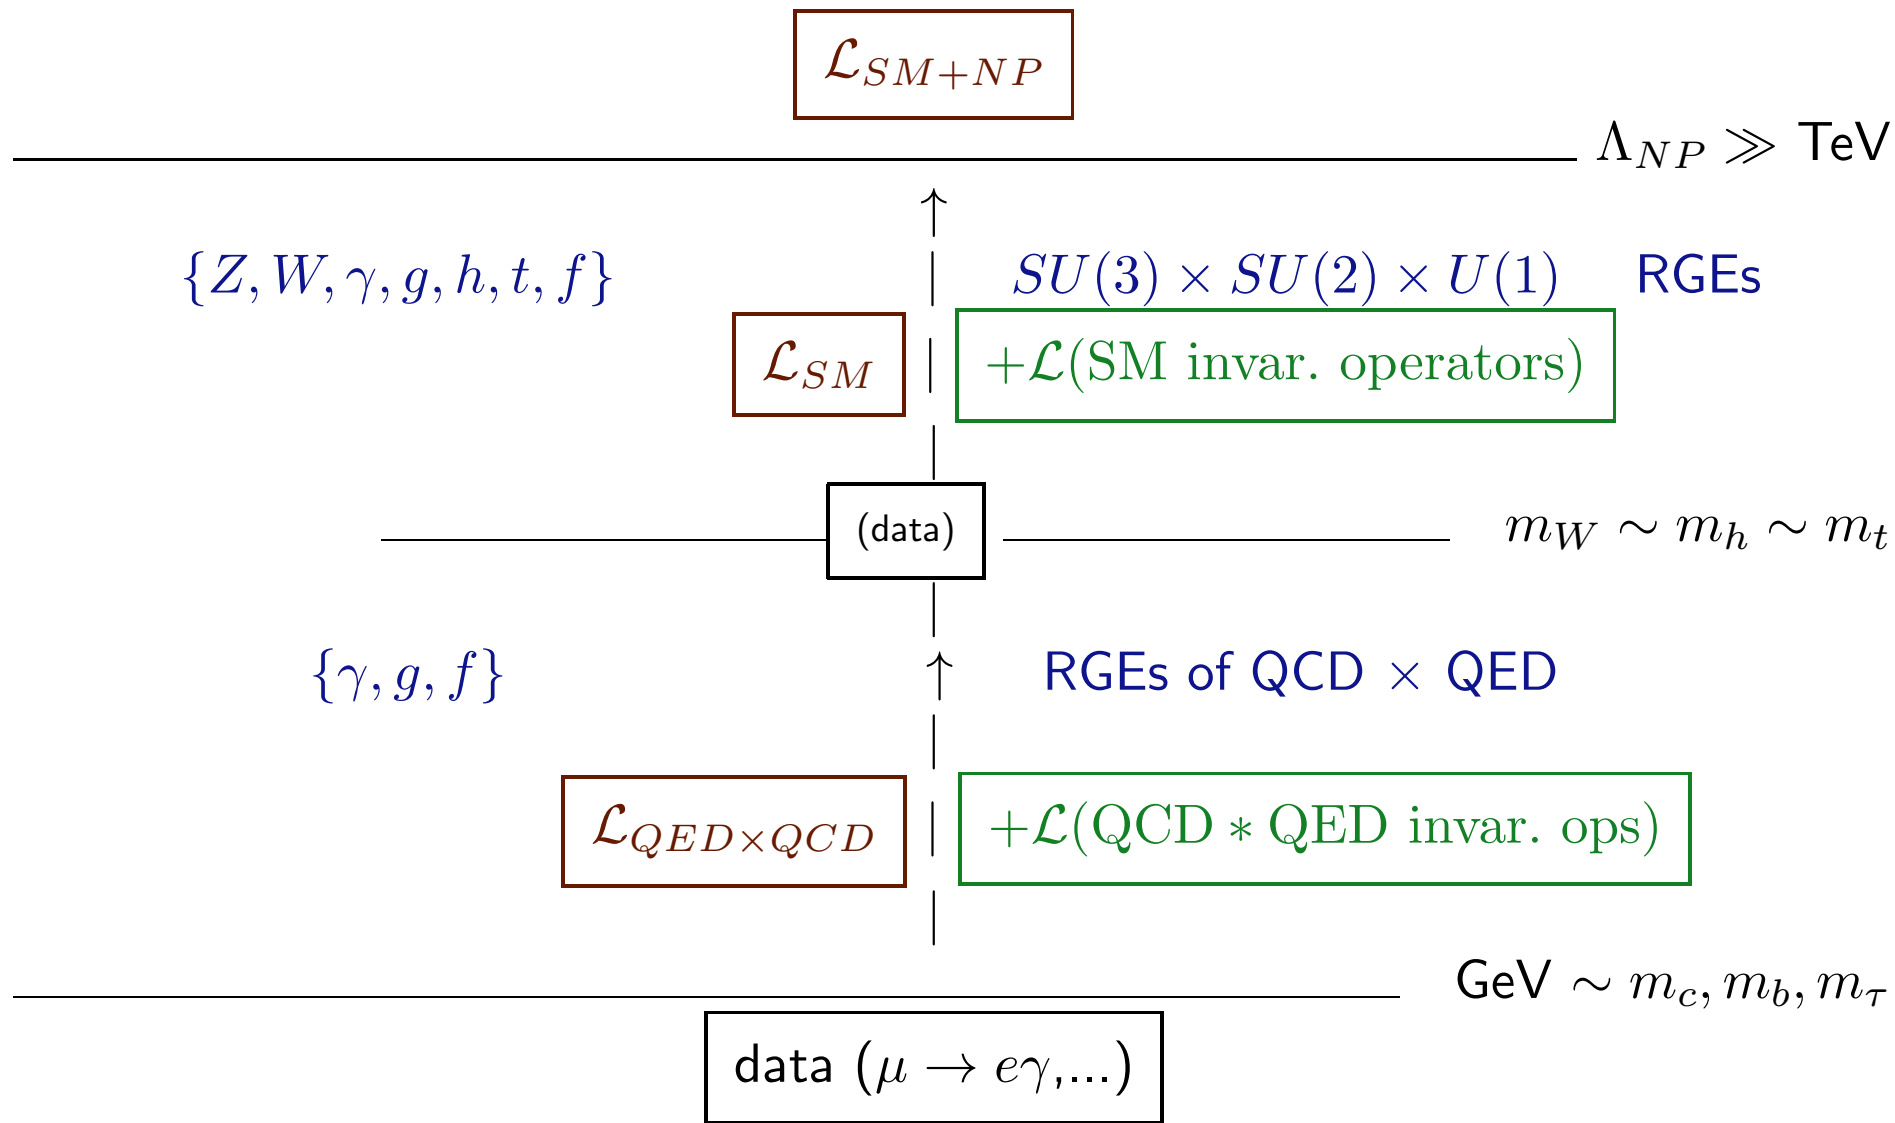 ℒ_{SM+NP}
Λ_{NP} ≫ TeV
{Z, W, γ, g, h, t, f} SU(3) × SU(2) × U(1) RGEs
ℒ_{SM} +ℒ(SM invar. operators)
(data) m_W ∼ m_h ∼ m_t
{γ, g, f} RGEs of QCD × QED
ℒ_{QED×QCD} +ℒ(QCD ∗ QED invar. ops)
GeV ∼ m_c, m_b, m_τ
data (μ → eγ,...)